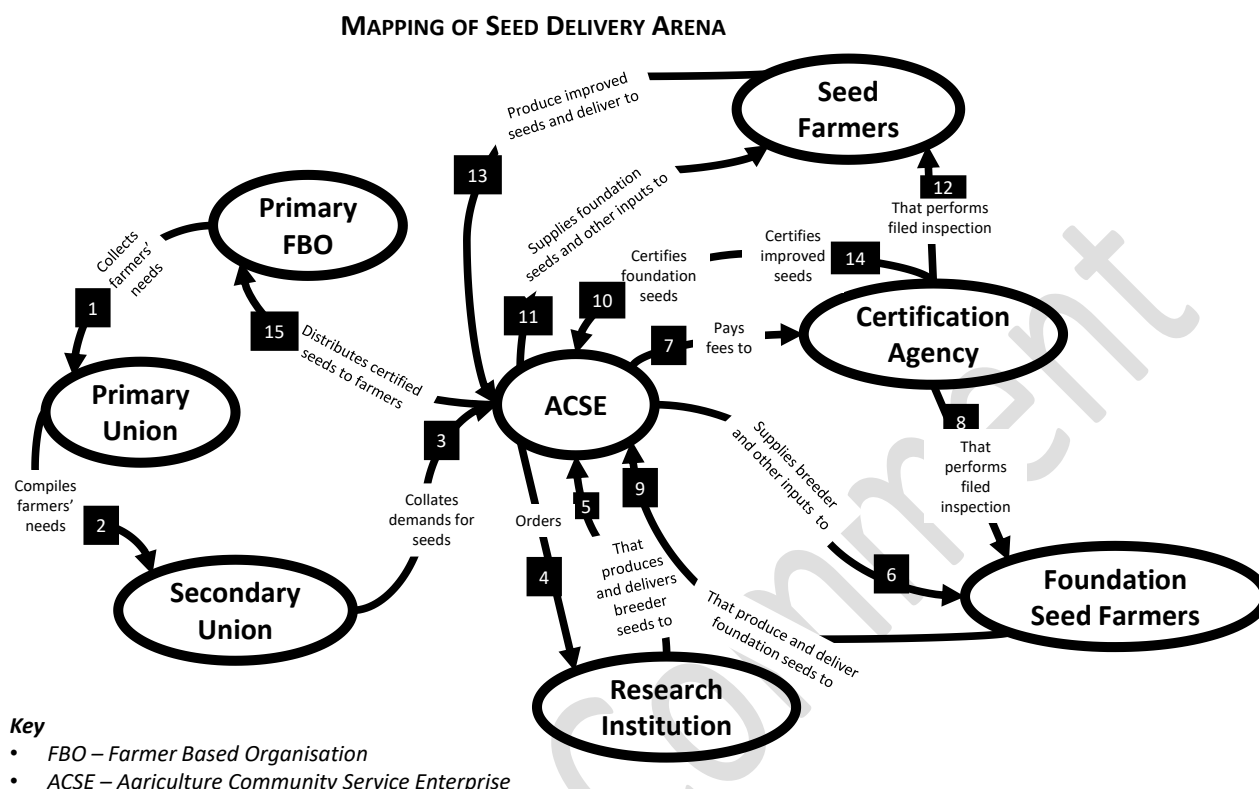 MAPPING OF SEED DELIVERY ARENA
Produce improved
seeds and deliver to
Seed
Farmers
13
Supplies foundation
seeds and other inputs to
12
That performs
filed inspection
Primary
FBO
Collects
farmers'
needs
1
15
Distributes certified
seeds to farmers
11
Certifies
foundation
seeds
10
Certifies
improved
seeds
14
7
Pays
fees to
Certification
Agency
Primary
Union
ACSE
8
That
performs
filed
inspection
Compiles
farmers'
needs
2
3
Collates
demands for
seeds
Orders
4
5
That
produces
and delivers
breeder
seeds to
9
That produce and deliver
foundation seeds to
Supplies breeder
and other inputs to
6
Secondary
Union
Foundation
Seed Farmers
Research
Institution
Comment
Key
• FBO – Farmer Based Organisation
• ACSE – Agriculture Community Service Enterprise